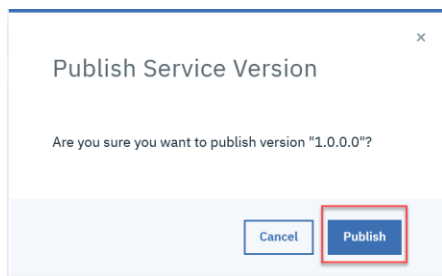 ×
Publish Service Version
Are you sure you want to publish version "1.0.0.0"?
Cancel
Publish